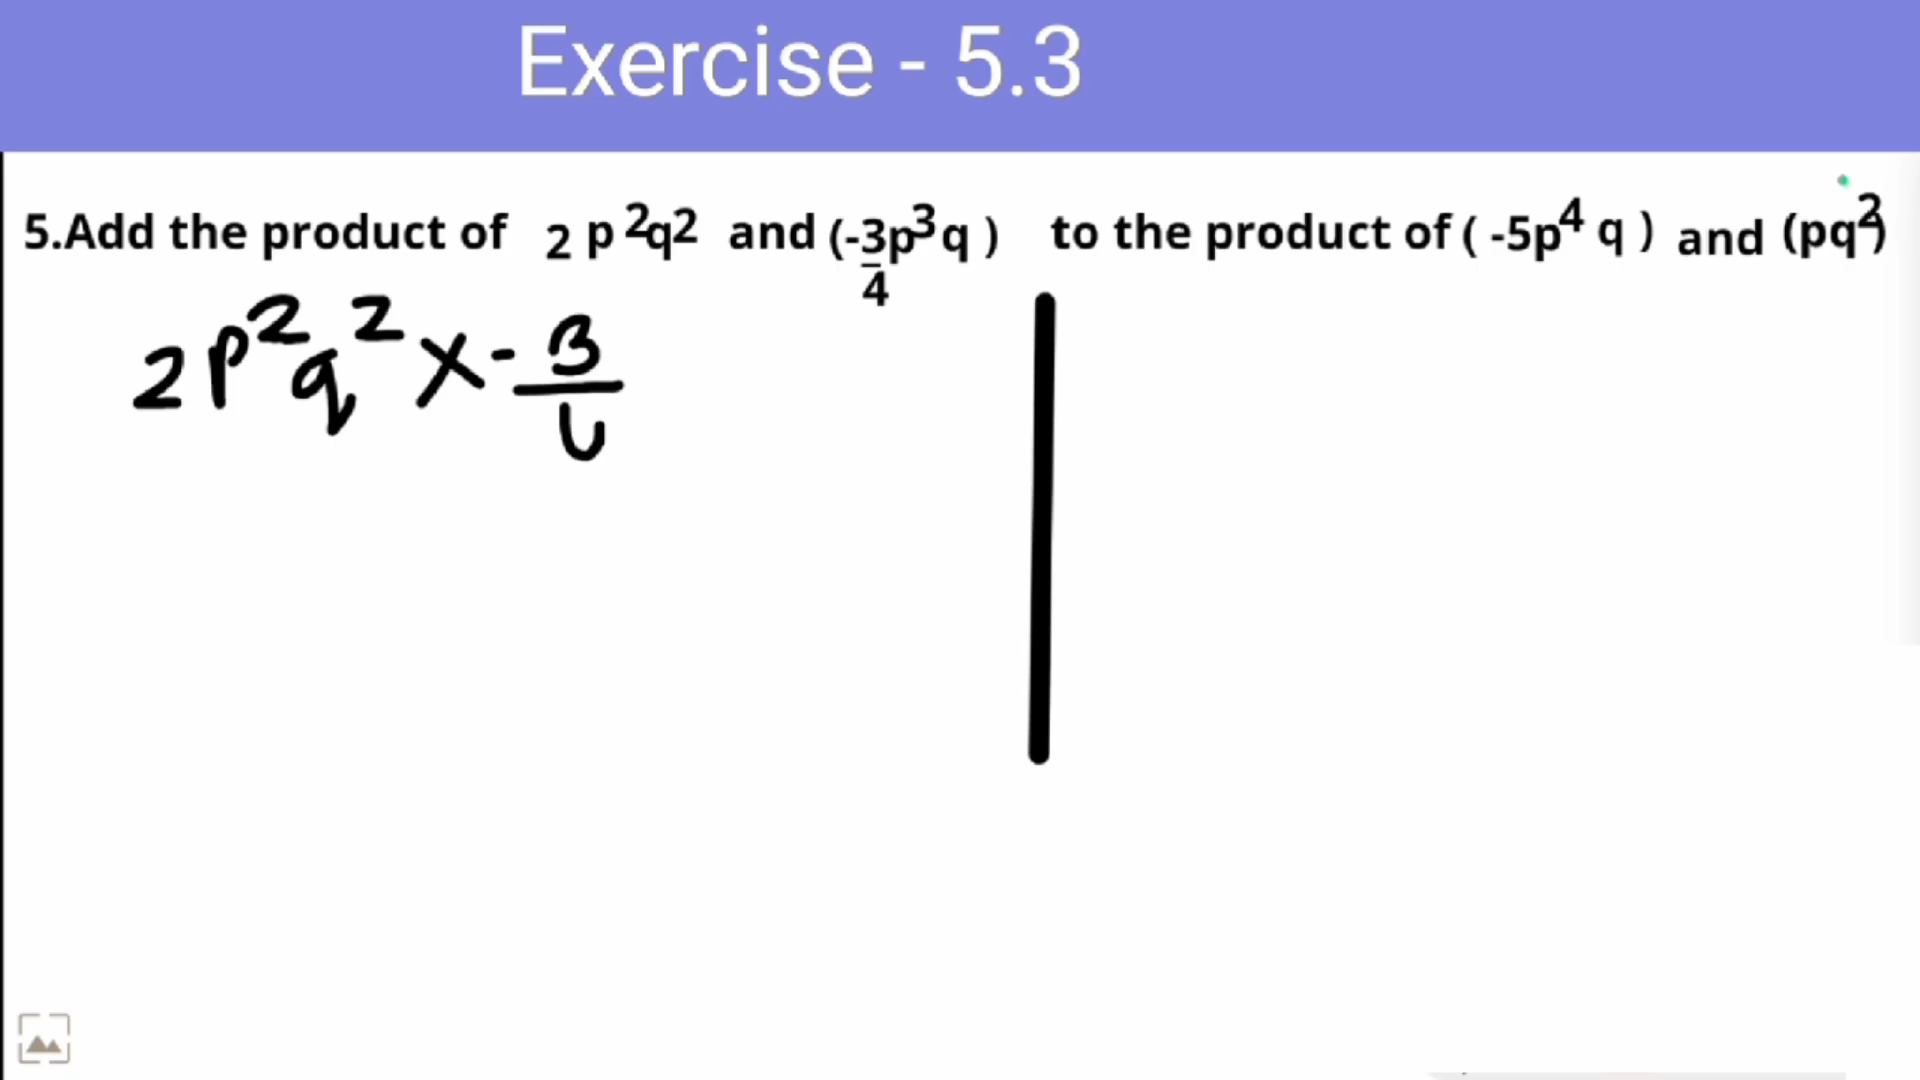 Exercise - 5.3
5.Add the product of 2 p²q² and (-3/4p³q ) to the product of ( -5p⁴ q ) and (pq²)
2p²q² x - 3/4